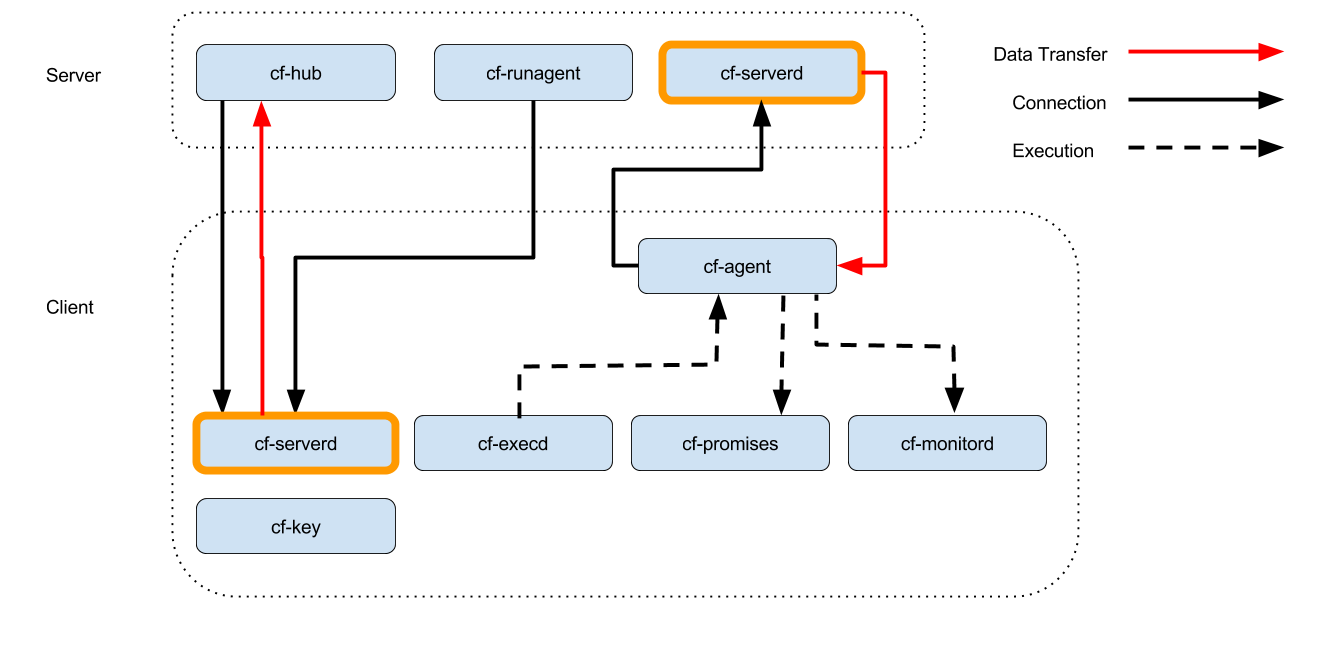 Server
cf-hub
cf-runagent
cf-serverd
Data Transfer
Connection
Execution
Client
cf-agent
cf-serverd
cf-execd
cf-promises
cf-monitord
cf-key